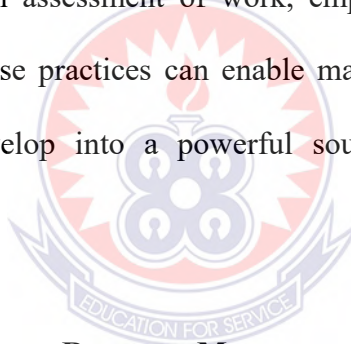 assessment of work, emp
se practices can enable ma
elop into a powerful sou
EDUCATION FOR SERVICE